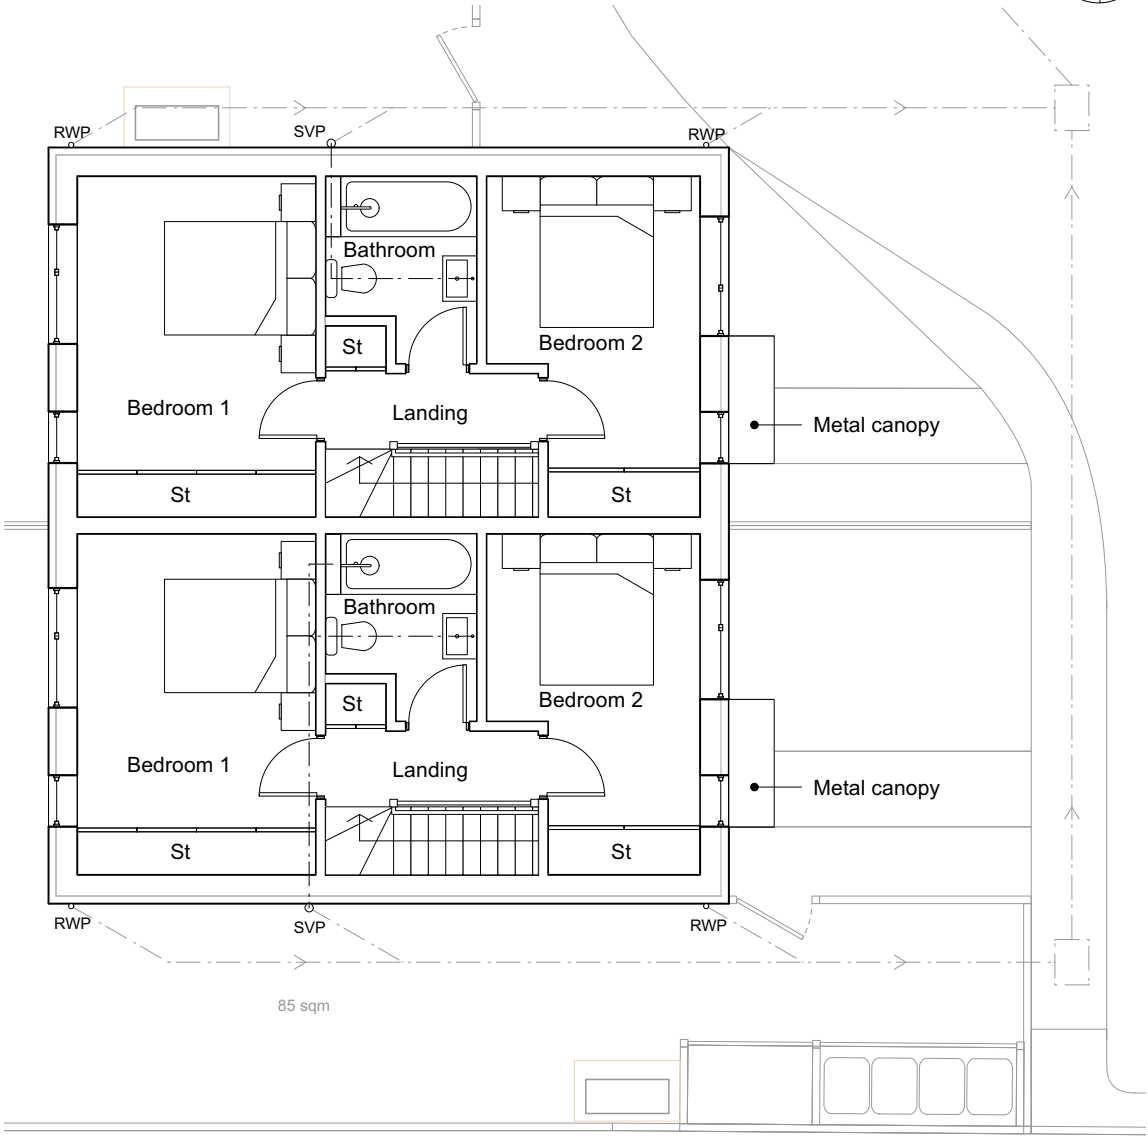 RWP
SVP
RWP
Bathroom
Bedroom 2
St
Bedroom 1
Landing
Metal canopy
St
St
Bathroom
Bedroom 2
St
Bedroom 1
Landing
Metal canopy
St
St
RWP
SVP
RWP
85 sqm